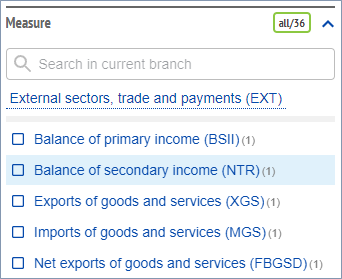 Measure all/36
Search in current branch
External sectors, trade and payments (EXT)
Balance of primary income (BSII) (1)
Balance of secondary income (NTR) (1)
Exports of goods and services (XGS) (1)
Imports of goods and services (MGS) (1)
Net exports of goods and services (FBGSD) (1)